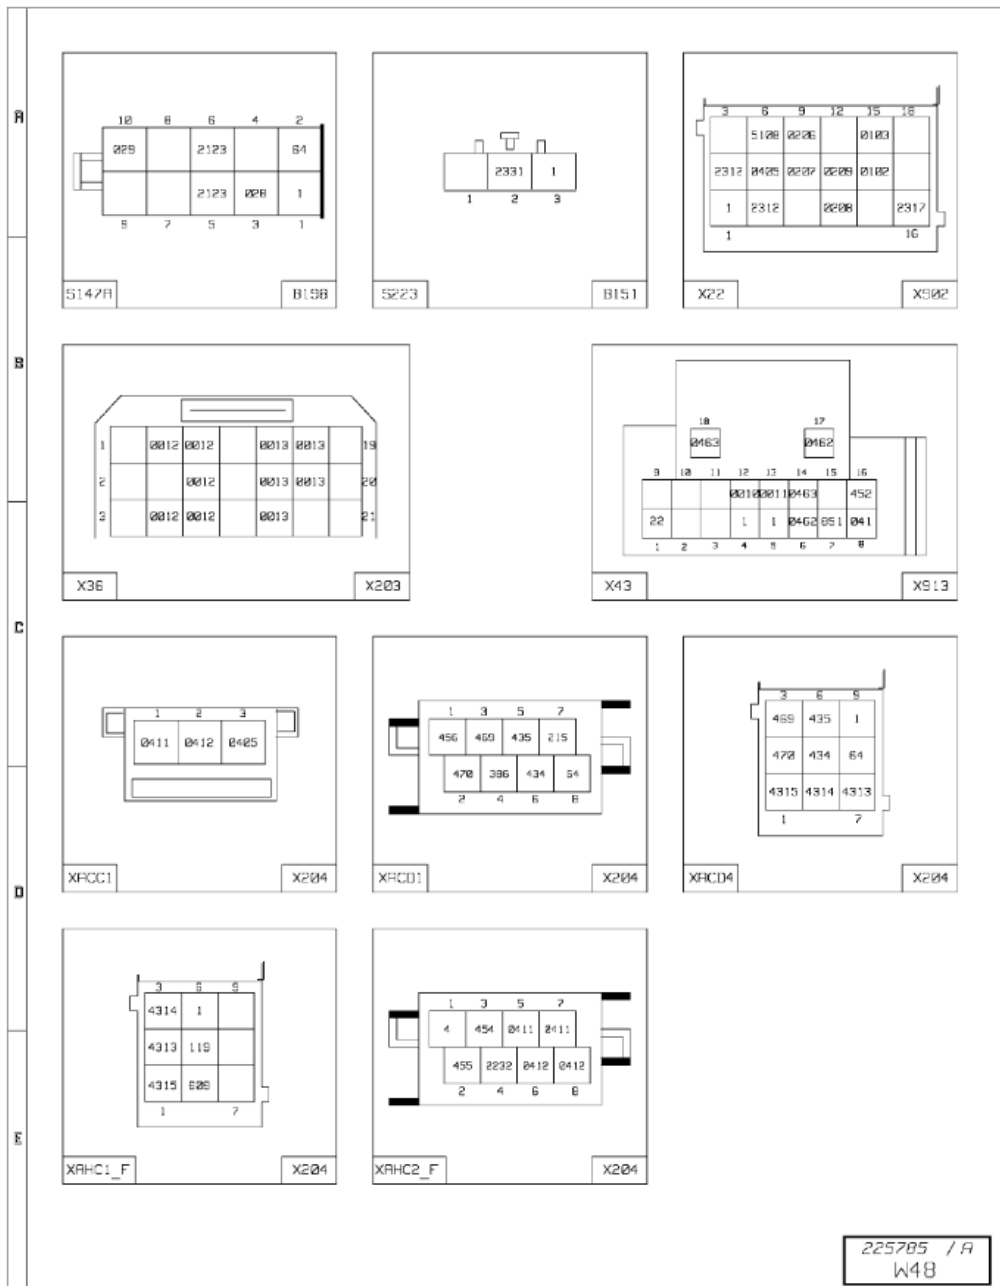 A
10 8 6 4 2
029 2123 64
2123 028 1
9 7 5 3 1
S147A B198
2331 1
1 2 3
S223 B151
3 6 9 12 15 18
5108 0206 0103
2312 0405 0207 0209 0102
1 2312 0208 2317
1 16
X22 X902
B
1 0012 0012 0013 0013 19
2 0012 0013 0013 20
3 0012 0012 0013 21
X36 X203
18 17
0463 0462
9 10 11 12 13 14 15 16
0010 0011 0463 452
22 1 1 0462 851 041
1 2 3 4 5 6 7 8
X43 X913
C
1 2 3
0411 0412 0405
XACC1 X204
1 3 5 7
456 469 435 215
470 386 434 64
2 4 6 8
XACD1 X204
3 6 9
469 435 1
470 434 64
4315 4314 4313
1 7
XACD4 X204
D
3 6 9
4314 1
4313 119
4315 609
1 7
XAHC1_F X204
1 3 5 7
4 454 0411 0411
455 2232 0412 0412
2 4 6 8
XAHC2_F X204
E
225785 / A
W48